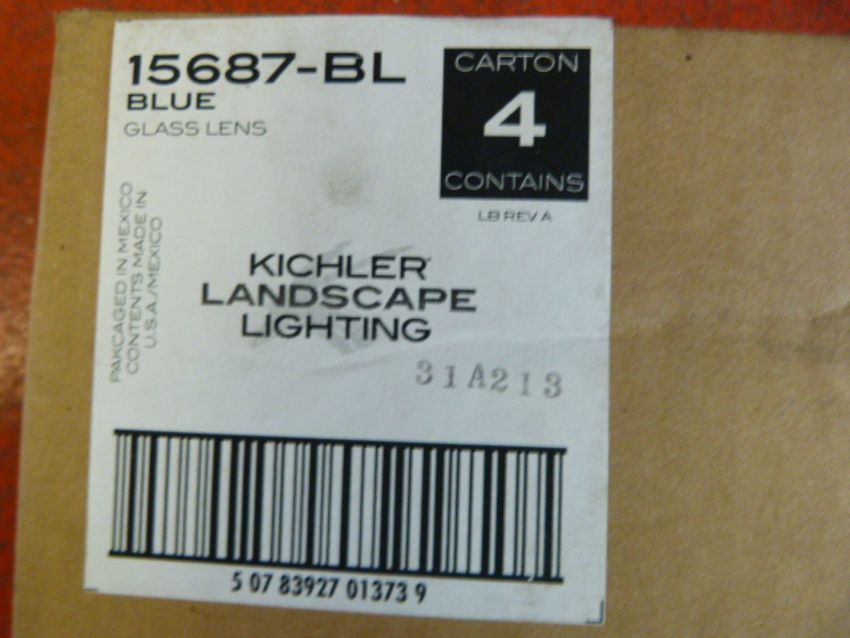 15687-BL
BLUE
GLASS LENS
CARTON
4
CONTAINS
LB REV A
PAKCAGED IN MEXICO
CONTENTS MADE IN
U.S.A./MEXICO
KICHLER
LANDSCAPE
LIGHTING
31A213
5 07 83927 01373 9